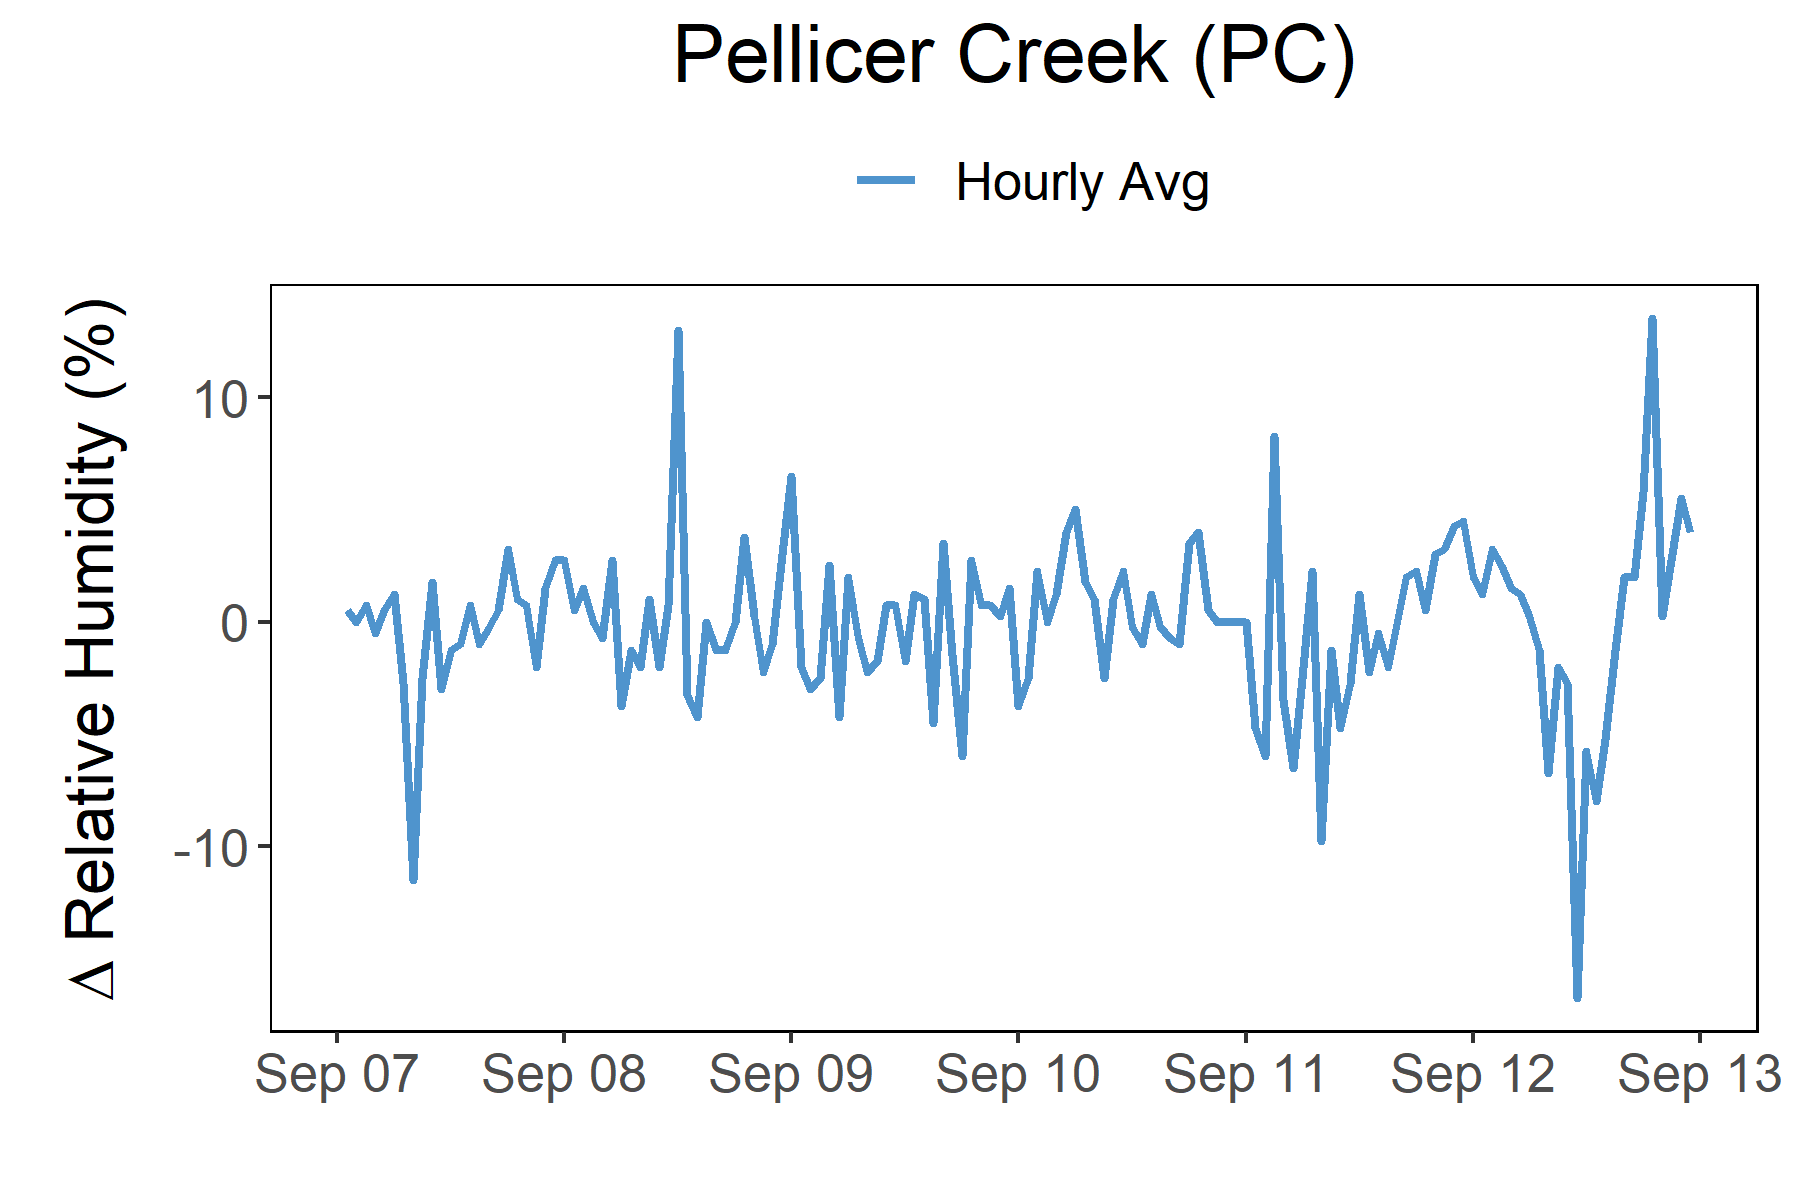 Pellicer Creek (PC)
Hourly Avg
Δ Relative Humidity (%)
10
0
-10
Sep 07
Sep 08
Sep 09
Sep 10
Sep 11
Sep 12
Sep 13